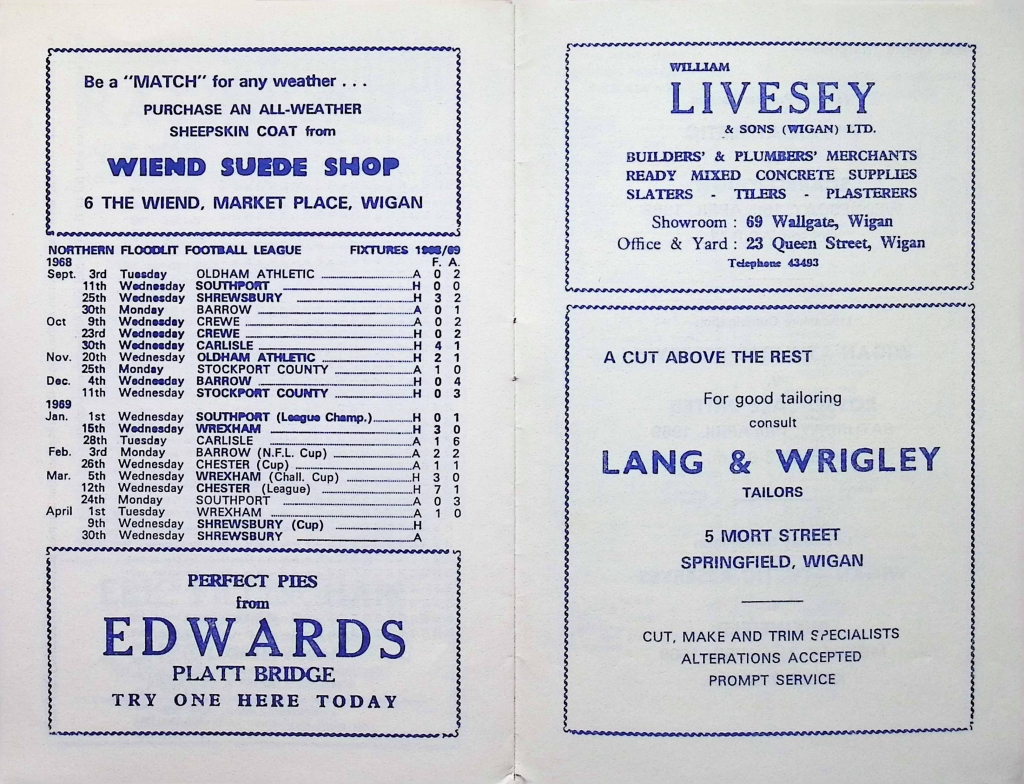 Be a "MATCH" for any weather . . .
PURCHASE AN ALL-WEATHER
SHEEPSKIN COAT from
WIEND SUEDE SHOP
6 THE WIEND, MARKET PLACE, WIGAN
NORTHERN FLOODLIT FOOTBALL LEAGUE FIXTURES 1968/69
1968 F. A.
Sept. 3rd Tuesday OLDHAM ATHLETIC A 0 2
11th Wednesday SOUTHPORT H 0 0
25th Wednesday SHREWSBURY H 3 2
30th Monday BARROW A 0 1
Oct 9th Wednesday CREWE A 0 2
23rd Wednesday CREWE H 0 2
30th Wednesday CARLISLE H 4 1
Nov. 20th Wednesday OLDHAM ATHLETIC H 2 1
25th Monday STOCKPORT COUNTY A 1 0
Dec. 4th Wednesday BARROW H 0 4
11th Wednesday STOCKPORT COUNTY H 0 3
1969
Jan. 1st Wednesday SOUTHPORT (League Champ.) H 0 1
15th Wednesday WREXHAM H 3 0
28th Tuesday CARLISLE A 1 6
Feb. 3rd Monday BARROW (N.F.L. Cup) A 2 2
26th Wednesday CHESTER (Cup) A 1 1
Mar. 5th Wednesday WREXHAM (Chall. Cup) H 3 0
12th Wednesday CHESTER (League) H 7 1
24th Monday SOUTHPORT A 0 3
April 1st Tuesday WREXHAM A 1 0
9th Wednesday SHREWSBURY (Cup) H
30th Wednesday SHREWSBURY A
PERFECT PIES
from
EDWARDS
PLATT BRIDGE
TRY ONE HERE TODAY
WILLIAM
LIVESEY
& SONS (WIGAN) LTD.
BUILDERS' & PLUMBERS' MERCHANTS
READY MIXED CONCRETE SUPPLIES
SLATERS - TILERS - PLASTERERS
Showroom : 69 Wallgate, Wigan
Office & Yard : 23 Queen Street, Wigan
Telephone 43493
A CUT ABOVE THE REST
For good tailoring
consult
LANG & WRIGLEY
TAILORS
5 MORT STREET
SPRINGFIELD, WIGAN
CUT, MAKE AND TRIM SPECIALISTS
ALTERATIONS ACCEPTED
PROMPT SERVICE